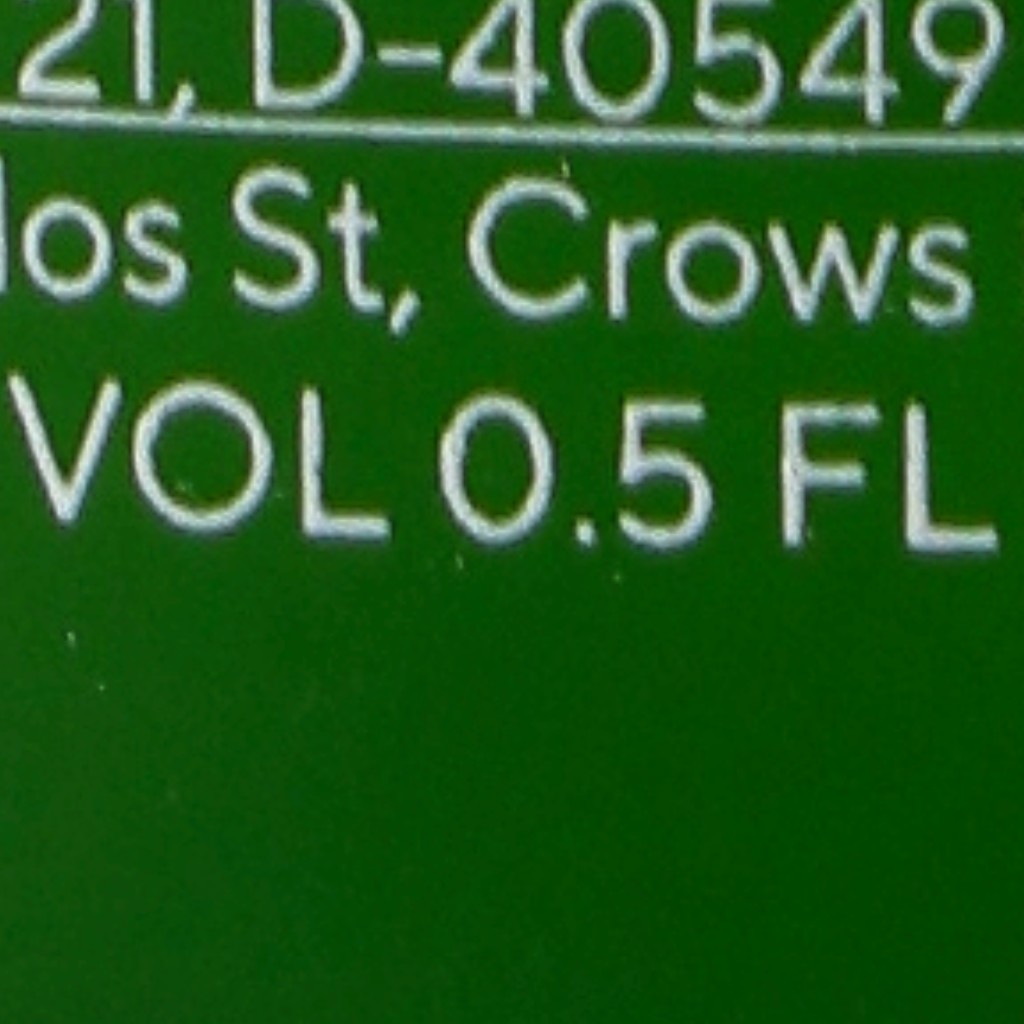 21, D-40549
los St, Crows
VOL 0.5 FL